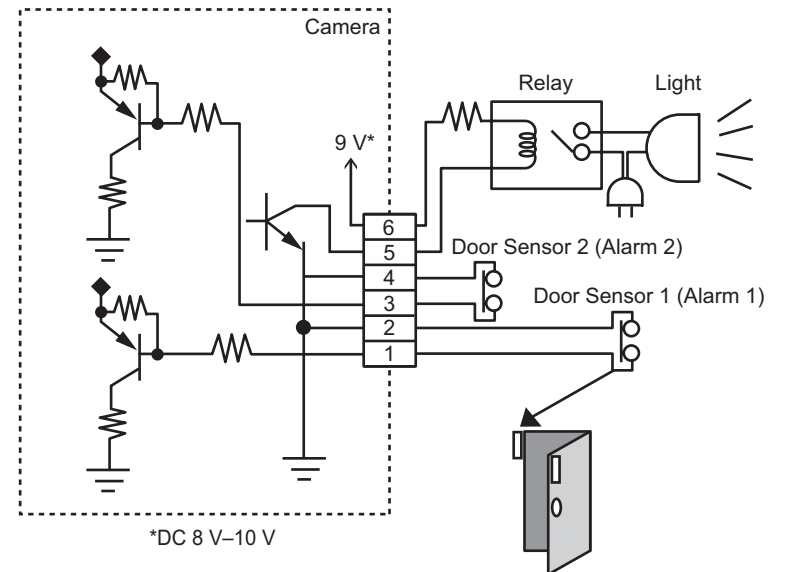 Camera
Relay
Light
9 V*
6
5
Door Sensor 2 (Alarm 2)
4
3
Door Sensor 1 (Alarm 1)
2
1
*DC 8 V–10 V